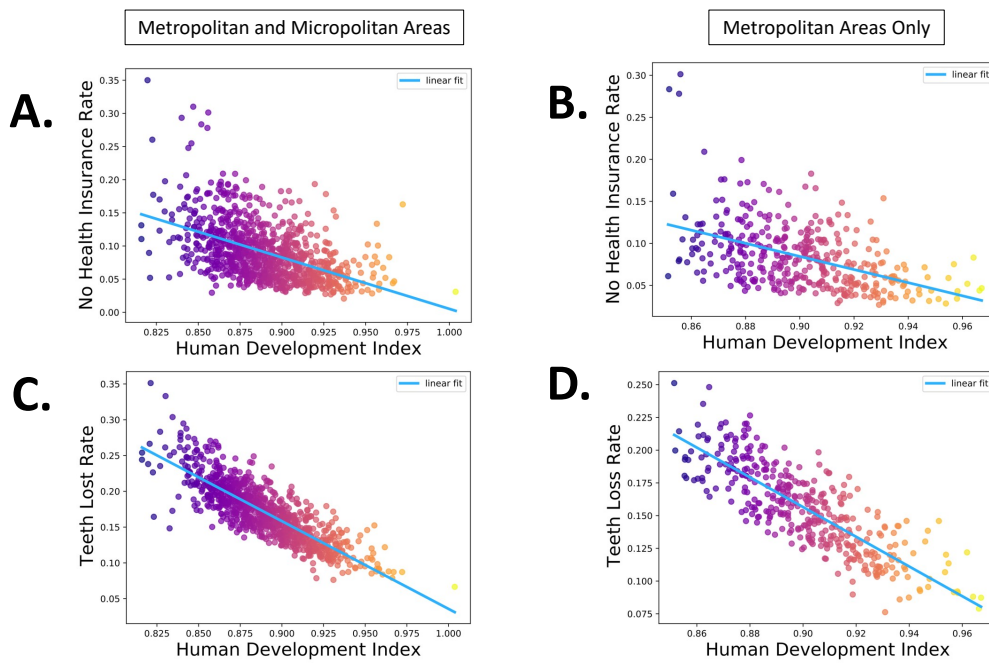 Metropolitan and Micropolitan Areas
Metropolitan Areas Only
A.
No Health Insurance Rate
0.35
0.30
0.25
0.20
0.15
0.10
0.05
0.00
linear fit
0.825 0.850 0.875 0.900 0.925 0.950 0.975 1.000
Human Development Index
B.
No Health Insurance Rate
0.30
0.25
0.20
0.15
0.10
0.05
linear fit
0.86 0.88 0.90 0.92 0.94 0.96
Human Development Index
C.
Teeth Lost Rate
0.35
0.30
0.25
0.20
0.15
0.10
0.05
linear fit
0.825 0.850 0.875 0.900 0.925 0.950 0.975 1.000
Human Development Index
D.
Teeth Loss Rate
0.250
0.225
0.200
0.175
0.150
0.125
0.100
0.075
linear fit
0.86 0.88 0.90 0.92 0.94 0.96
Human Development Index